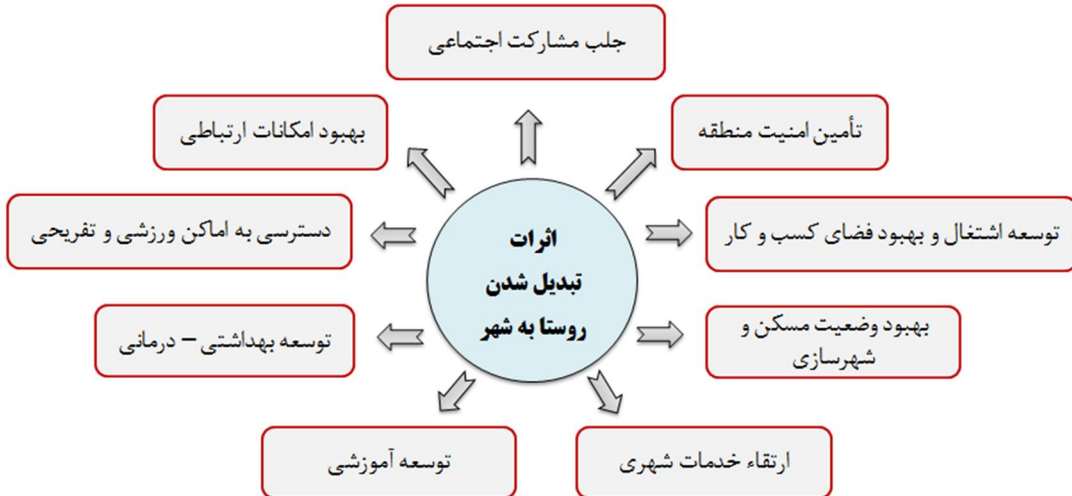 جلب مشارکت اجتماعی
تأمین امنیت منطقه
بهبود امکانات ارتباطی
توسعه اشتغال و بهبود فضای کسب و کار
دسترسی به اماکن ورزشی و تفریحی
اثرات
تبدیل شدن
روستا به شهر
بهبود وضعیت مسکن و
شهرسازی
توسعه بهداشتی – درمانی
ارتقاء خدمات شهری
توسعه آموزشی